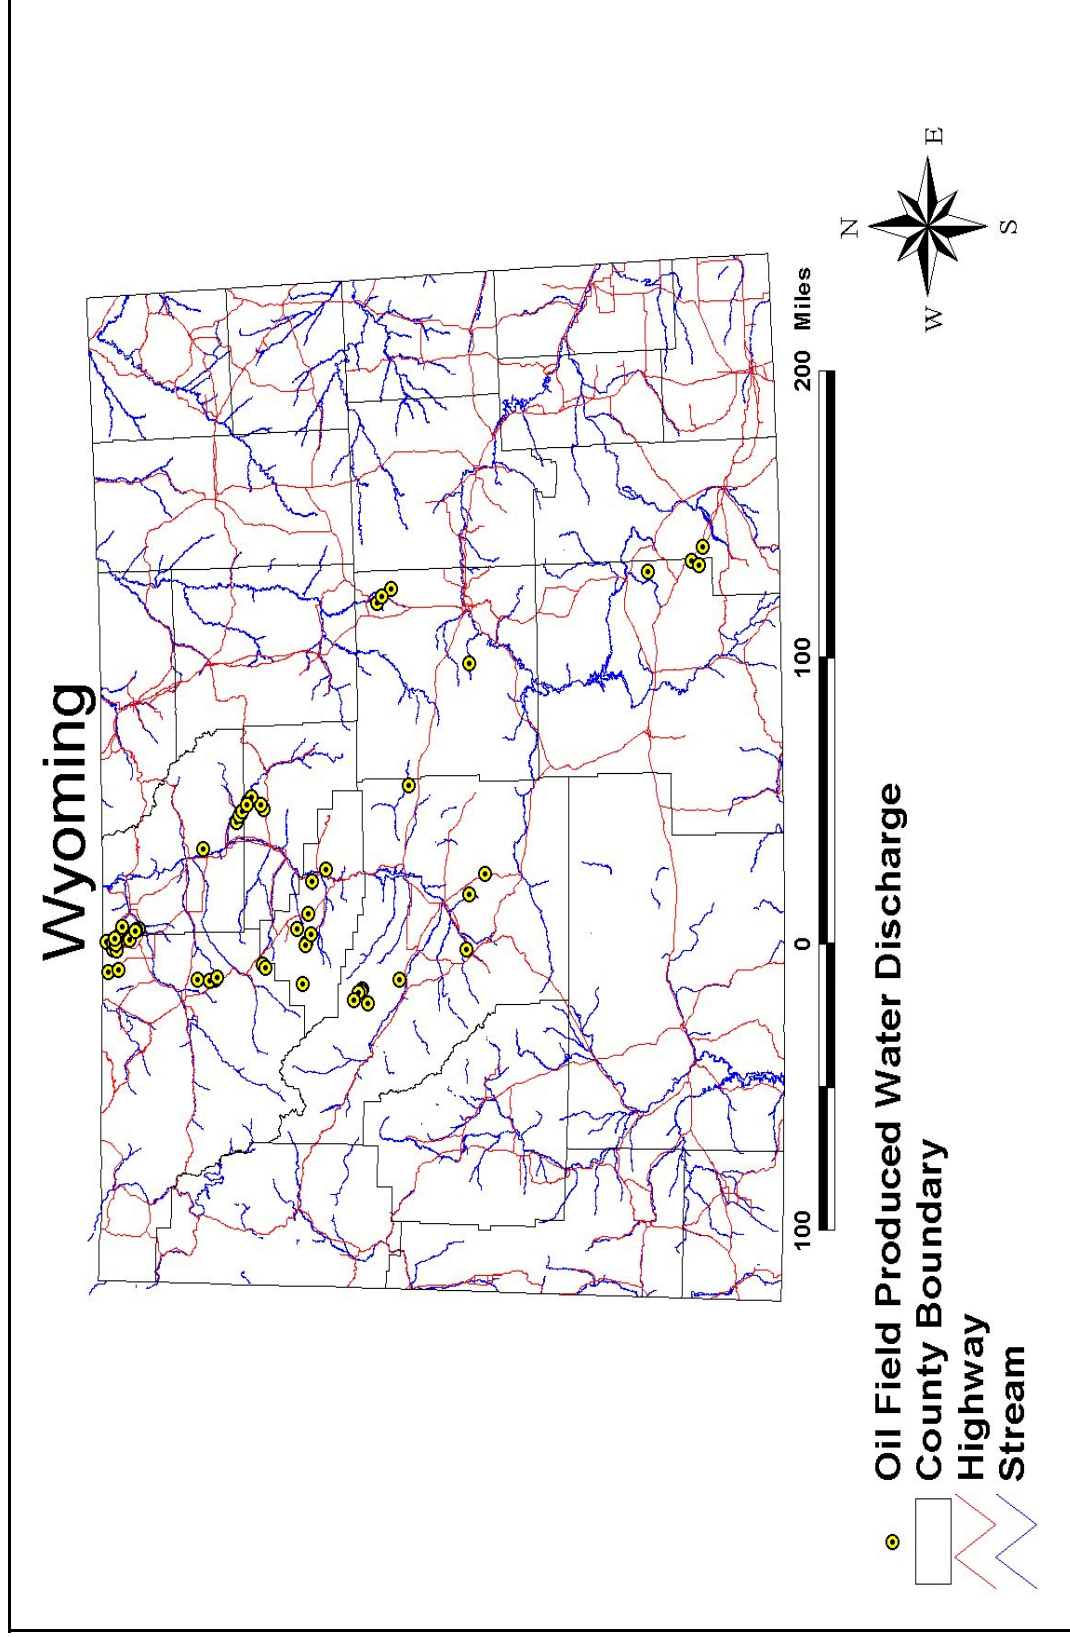 Wyoming
N
W
E
S
100
0
100
200 Miles
Oil Field Produced Water Discharge
County Boundary
Highway
Stream